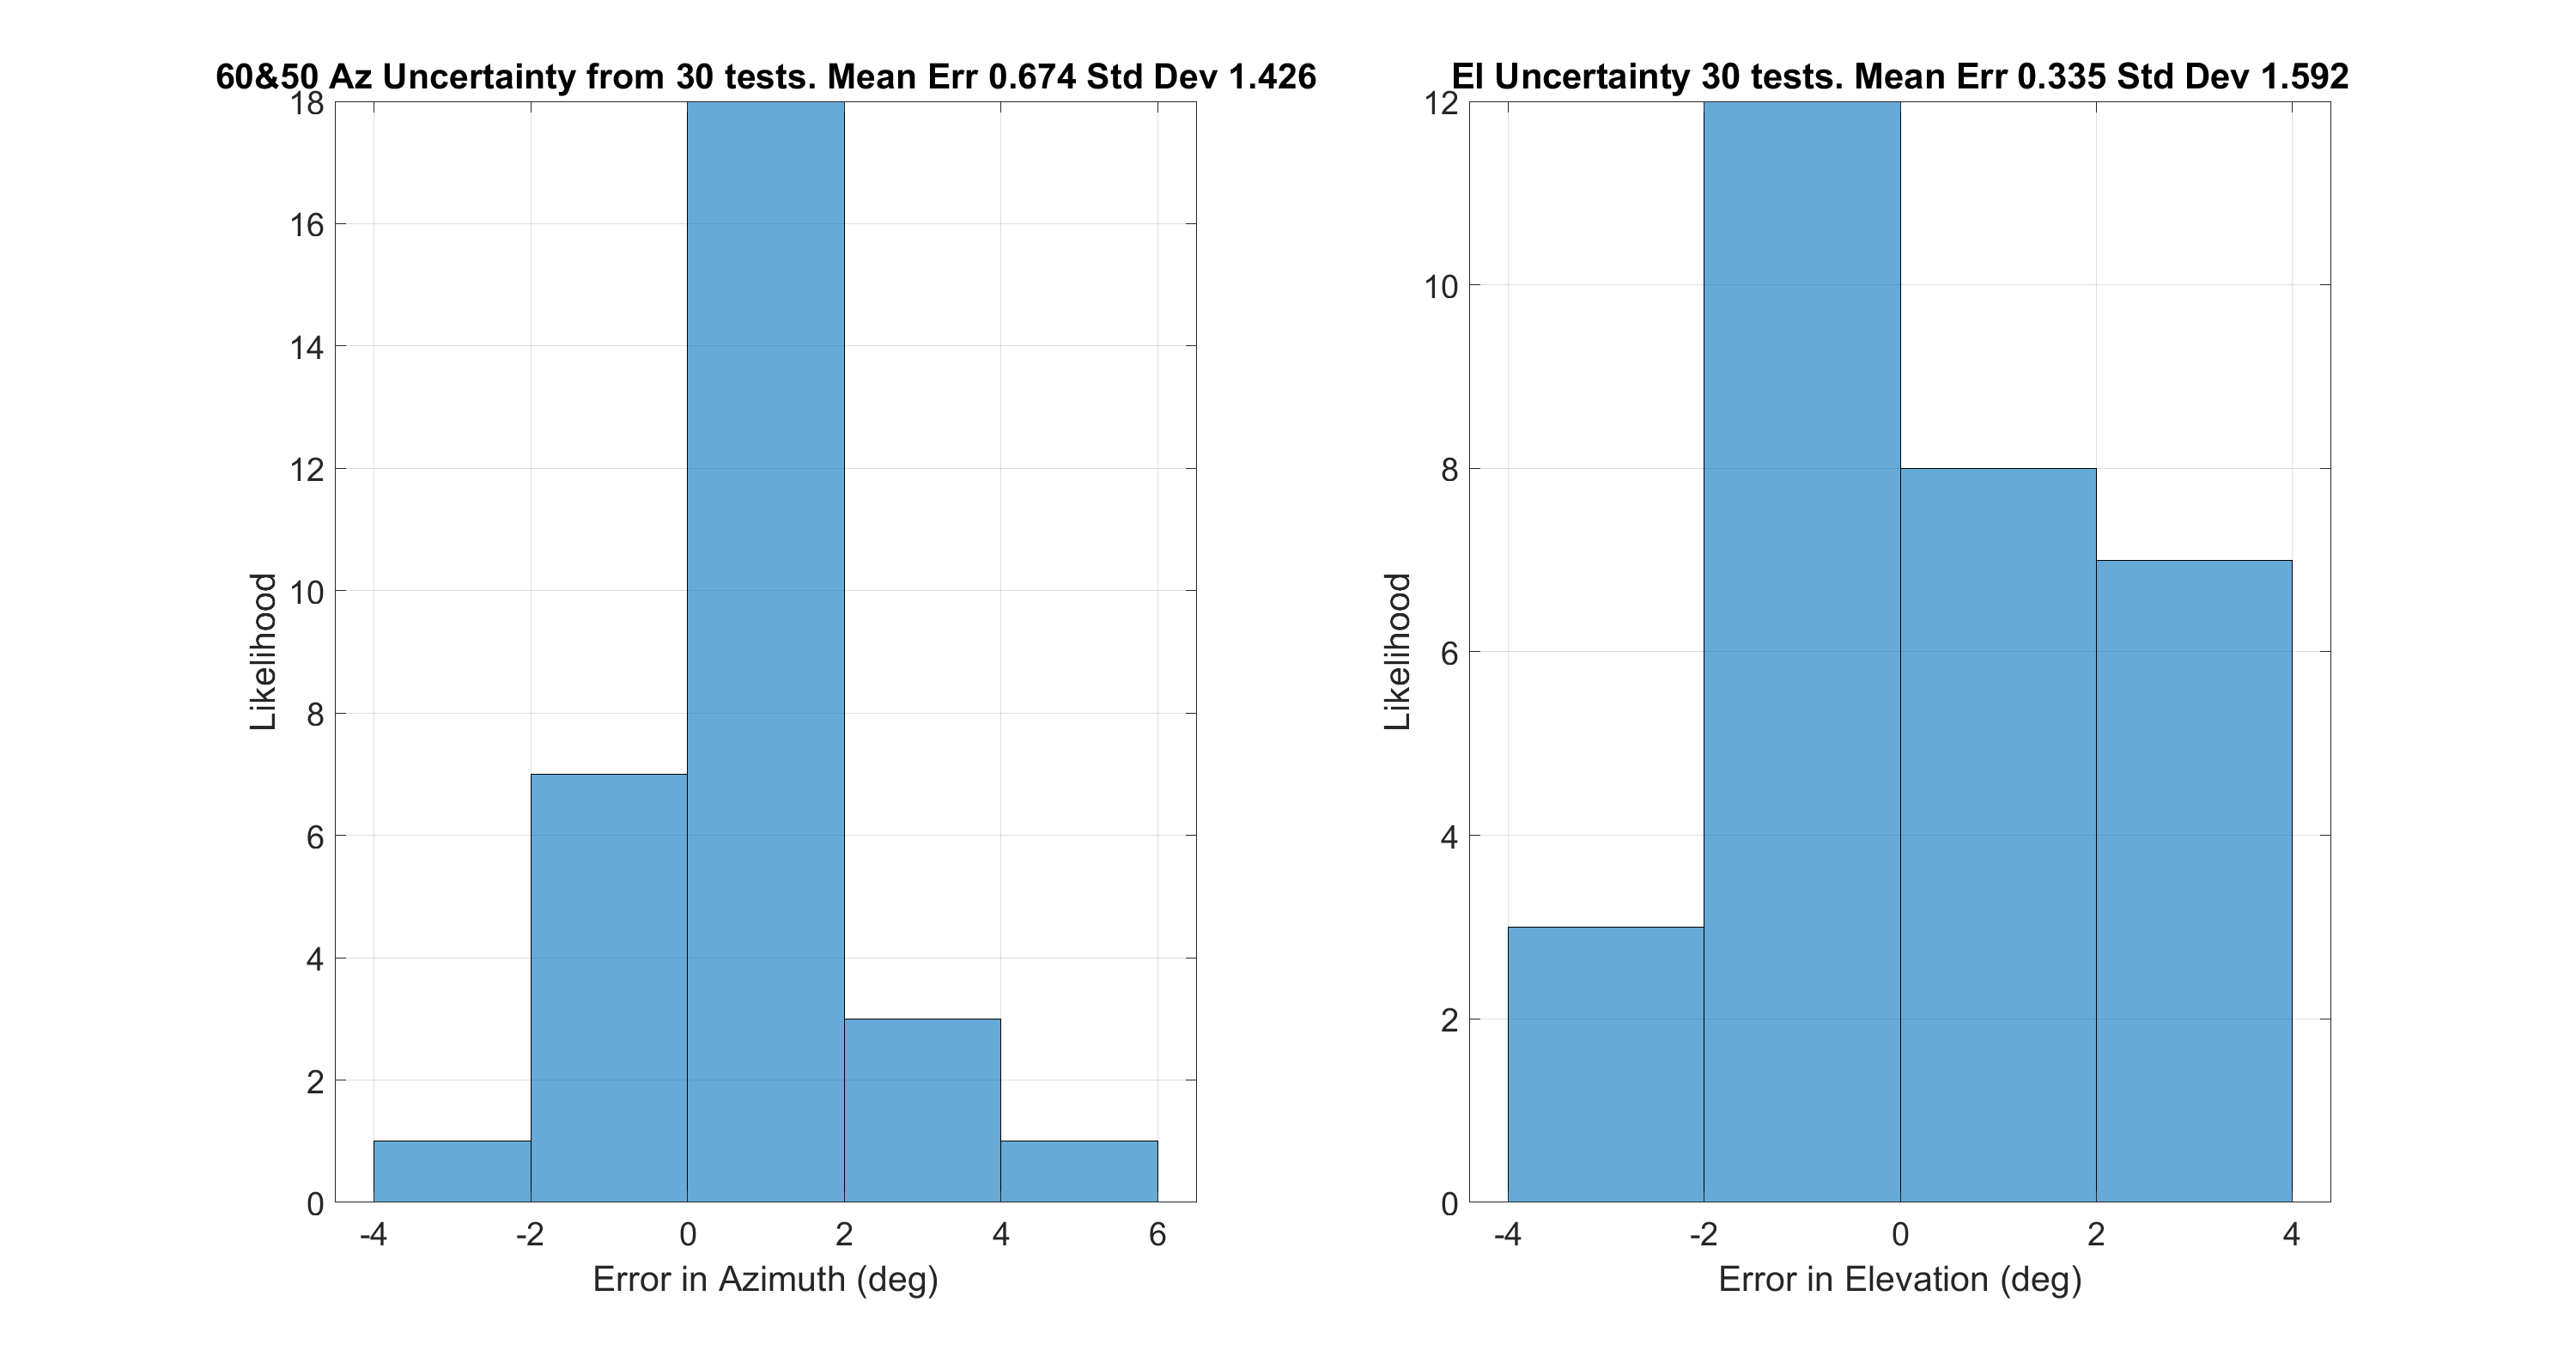 60&50 Az Uncertainty from 30 tests. Mean Err 0.674 Std Dev 1.426
18
16
14
12
10
8
6
4
2
0
Likelihood
-4 -2 0 2 4 6
Error in Azimuth (deg)
El Uncertainty 30 tests. Mean Err 0.335 Std Dev 1.592
12
10
8
6
4
2
0
Likelihood
-4 -2 0 2 4
Error in Elevation (deg)